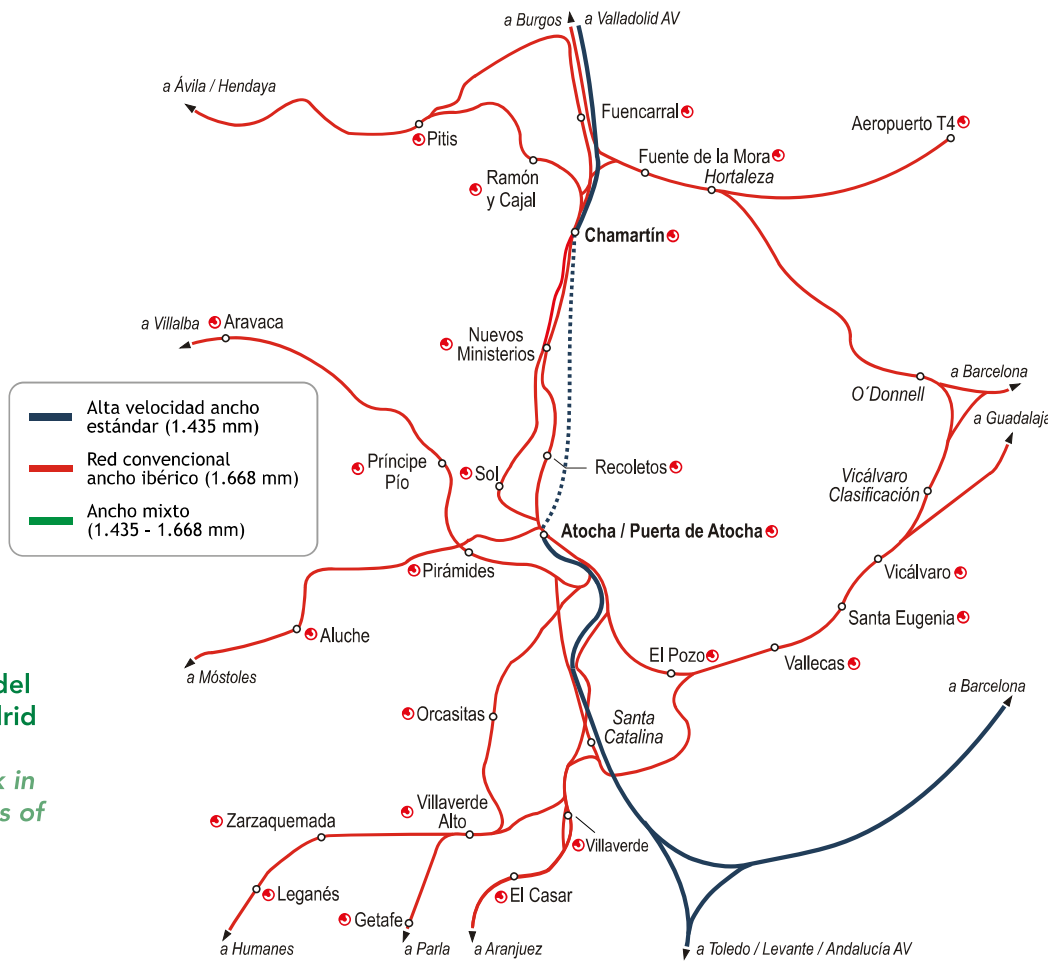 a Burgos
a Valladolid AV
a Ávila / Hendaya
Fuencarral
Aeropuerto T4
Pitis
Fuente de la Mora
Hortaleza
Ramón
y Cajal
Chamartín
a Villalba
Aravaca
Nuevos
Ministerios
a Barcelona
O´Donnell
a Guadalaja
Alta velocidad ancho
estándar (1.435 mm)
Red convencional
ancho ibérico (1.668 mm)
Ancho mixto
(1.435 - 1.668 mm)
Príncipe
Pío
Sol
Recoletos
Vicálvaro
Clasificación
Atocha / Puerta de Atocha
Pirámides
Vicálvaro
Santa Eugenia
Aluche
El Pozo
Vallecas
a Móstoles
del
drid
k in
s of
a Barcelona
Orcasitas
Santa
Catalina
Zarzaquemada
Villaverde
Alto
Villaverde
Leganés
El Casar
Getafe
a Humanes
a Parla
a Aranjuez
a Toledo / Levante / Andalucía AV